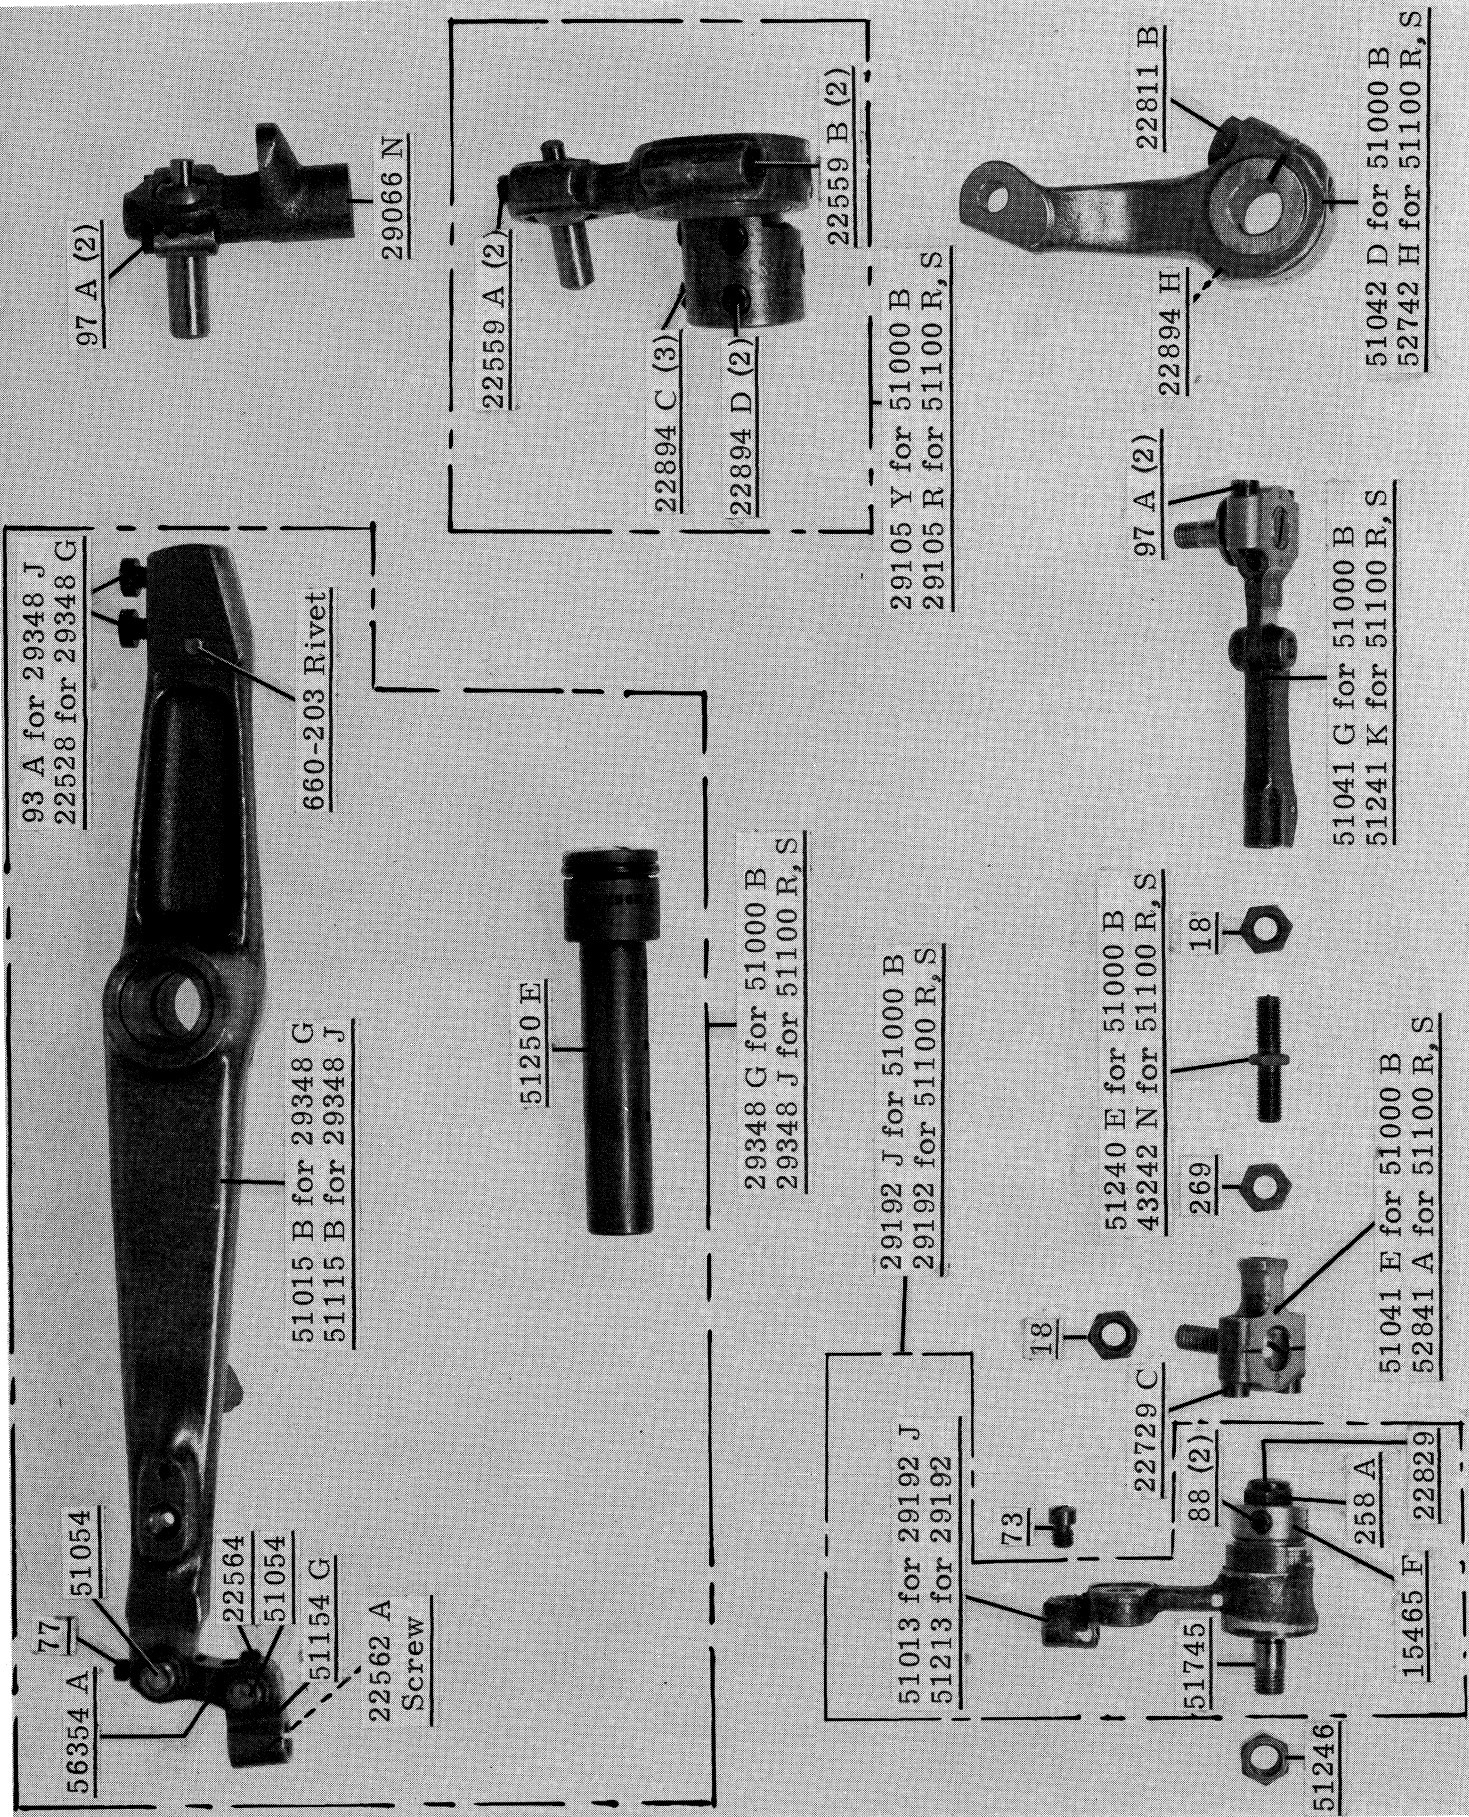 77
51054
56354 A
22564
51054
51154 G
22562 A
Screw
51015 B for 29348 G
51115 B for 29348 J
93 A for 29348 J
22528 for 29348 G
660-203 Rivet
97 A (2)
29066 N
51250 E
29348 G for 51000 B
29348 J for 51100 R,S
22559 A (2)
22894 C (3)
22894 D (2)
22559 B (2)
29105 Y for 51000 B
29105 R for 51100 R,S
29192 J for 51000 B
29192 for 51100 R,S
51013 for 29192 J
51213 for 29192
73
18
22729 C
88 (2)
258 A
22829
15465 F
51745
51246
51240 E for 51000 B
43242 N for 51100 R,S
269
18
51041 E for 51000 B
52841 A for 51100 R,S
97 A (2)
51041 G for 51000 B
51241 K for 51100 R,S
22811 B
22894 H
51042 D for 51000 B
52742 H for 51100 R,S